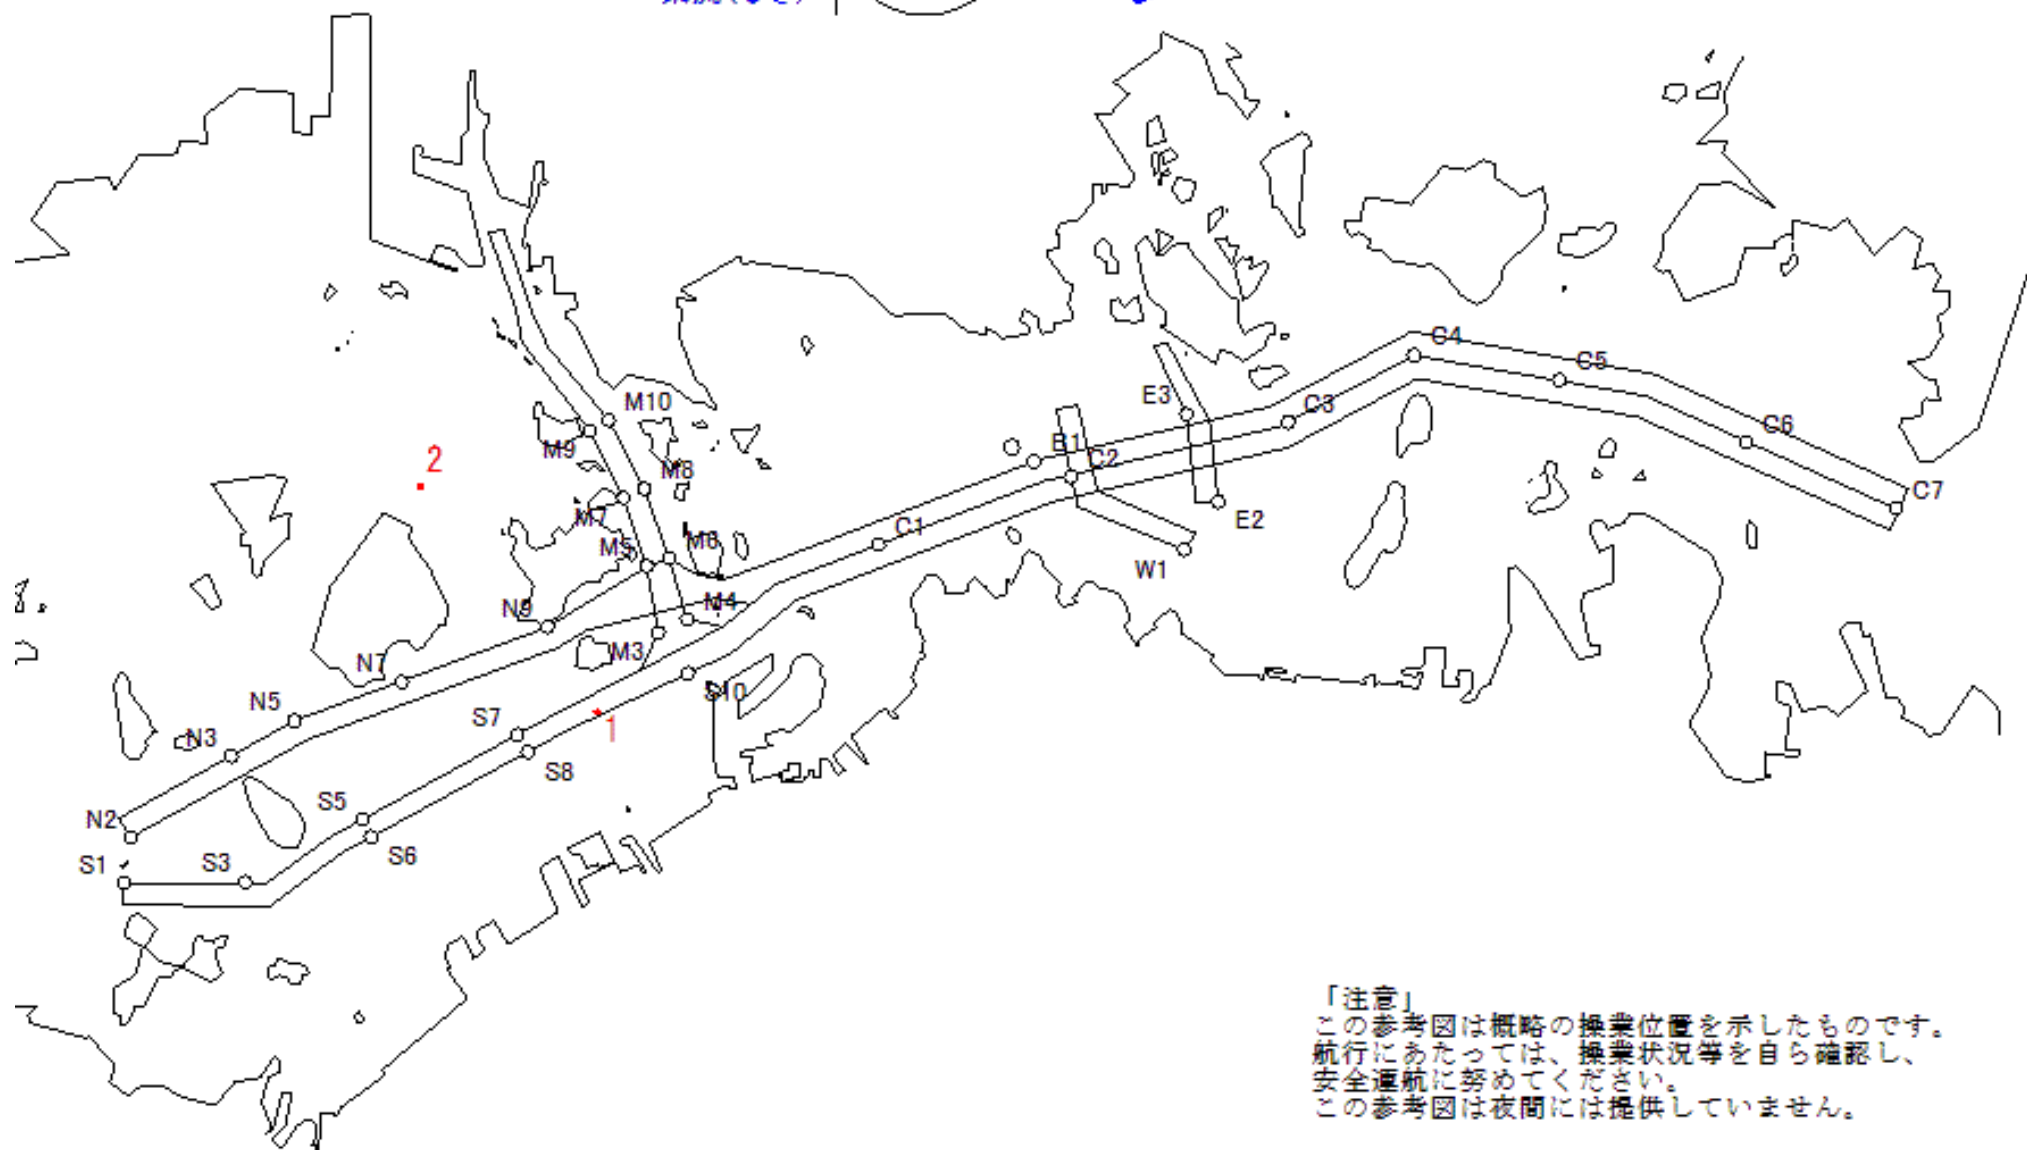 C4
C5
M10
E3
C3
C6
B1
M9
2
C2
M8
C7
M7
C1
E2
M5
M6
W1
N9
M4
M3
N7
S10
N5
S7
1
N3
S8
S5
N2
S6
S1
S3
「注意」
この参考図は概略の操業位置を示したものです。
航行にあたっては、操業状況等を自ら確認し、
安全運航に努めてください。
この参考図は夜間には提供していません。